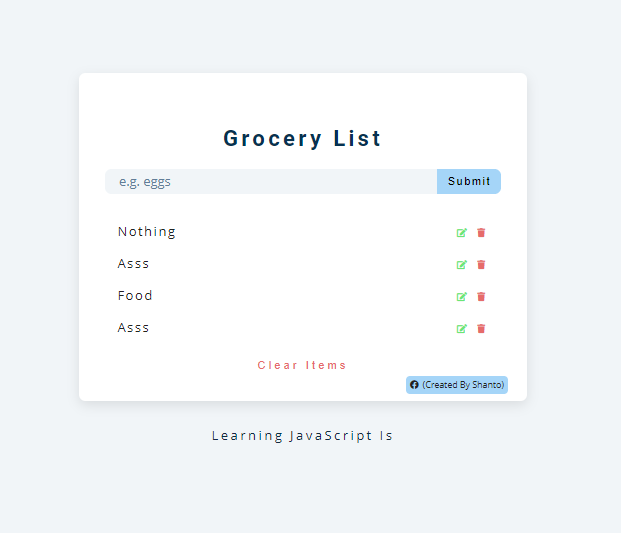 Grocery List
e.g. eggs
Submit
Nothing
Asss
Food
Asss
Clear Items
(Created By Shanto)
Learning JavaScript Is